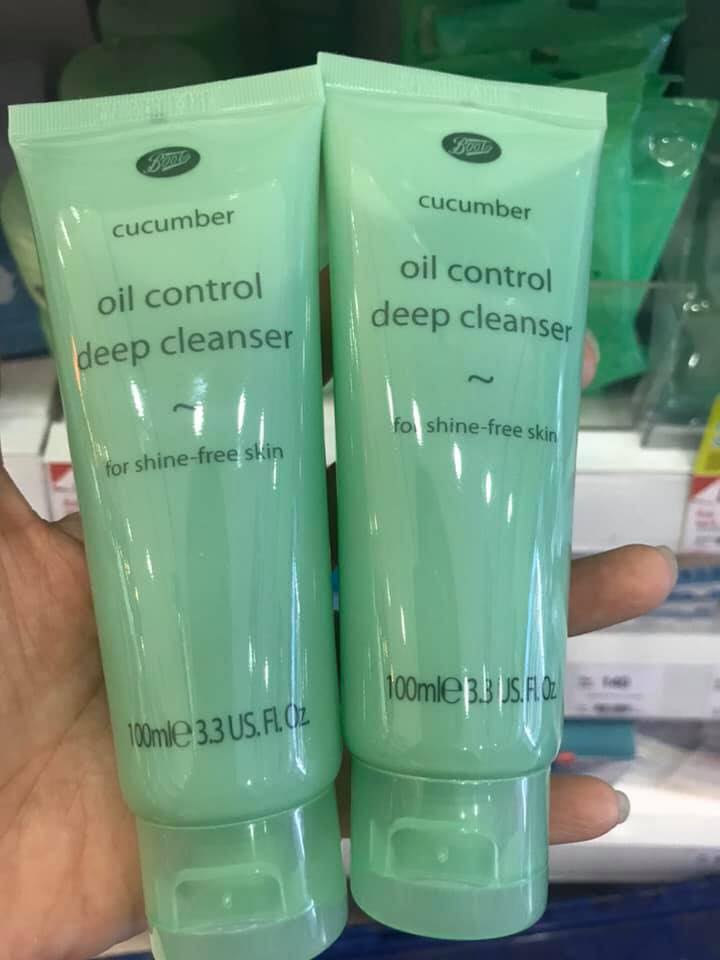 Boots
cucumber
oil control
deep cleanser
~
for shine-free skin
100ml℮ 3.3 US. Fl. Oz
Boots
cucumber
oil control
deep cleanser
~
for shine-free skin
100ml℮ 3.3 US. Fl. Oz